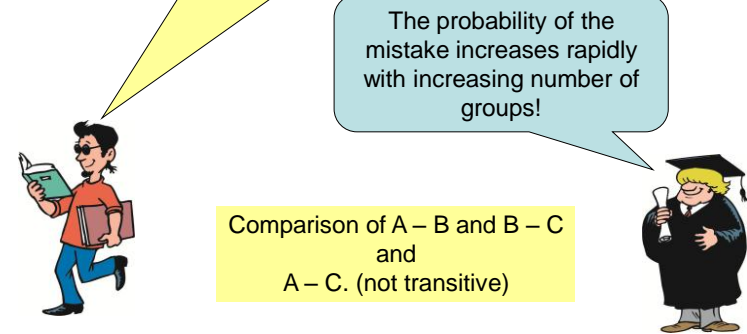 The probability of the
mistake increases rapidly
with increasing number of
groups!
Comparison of A – B and B – C
and
A – C. (not transitive)